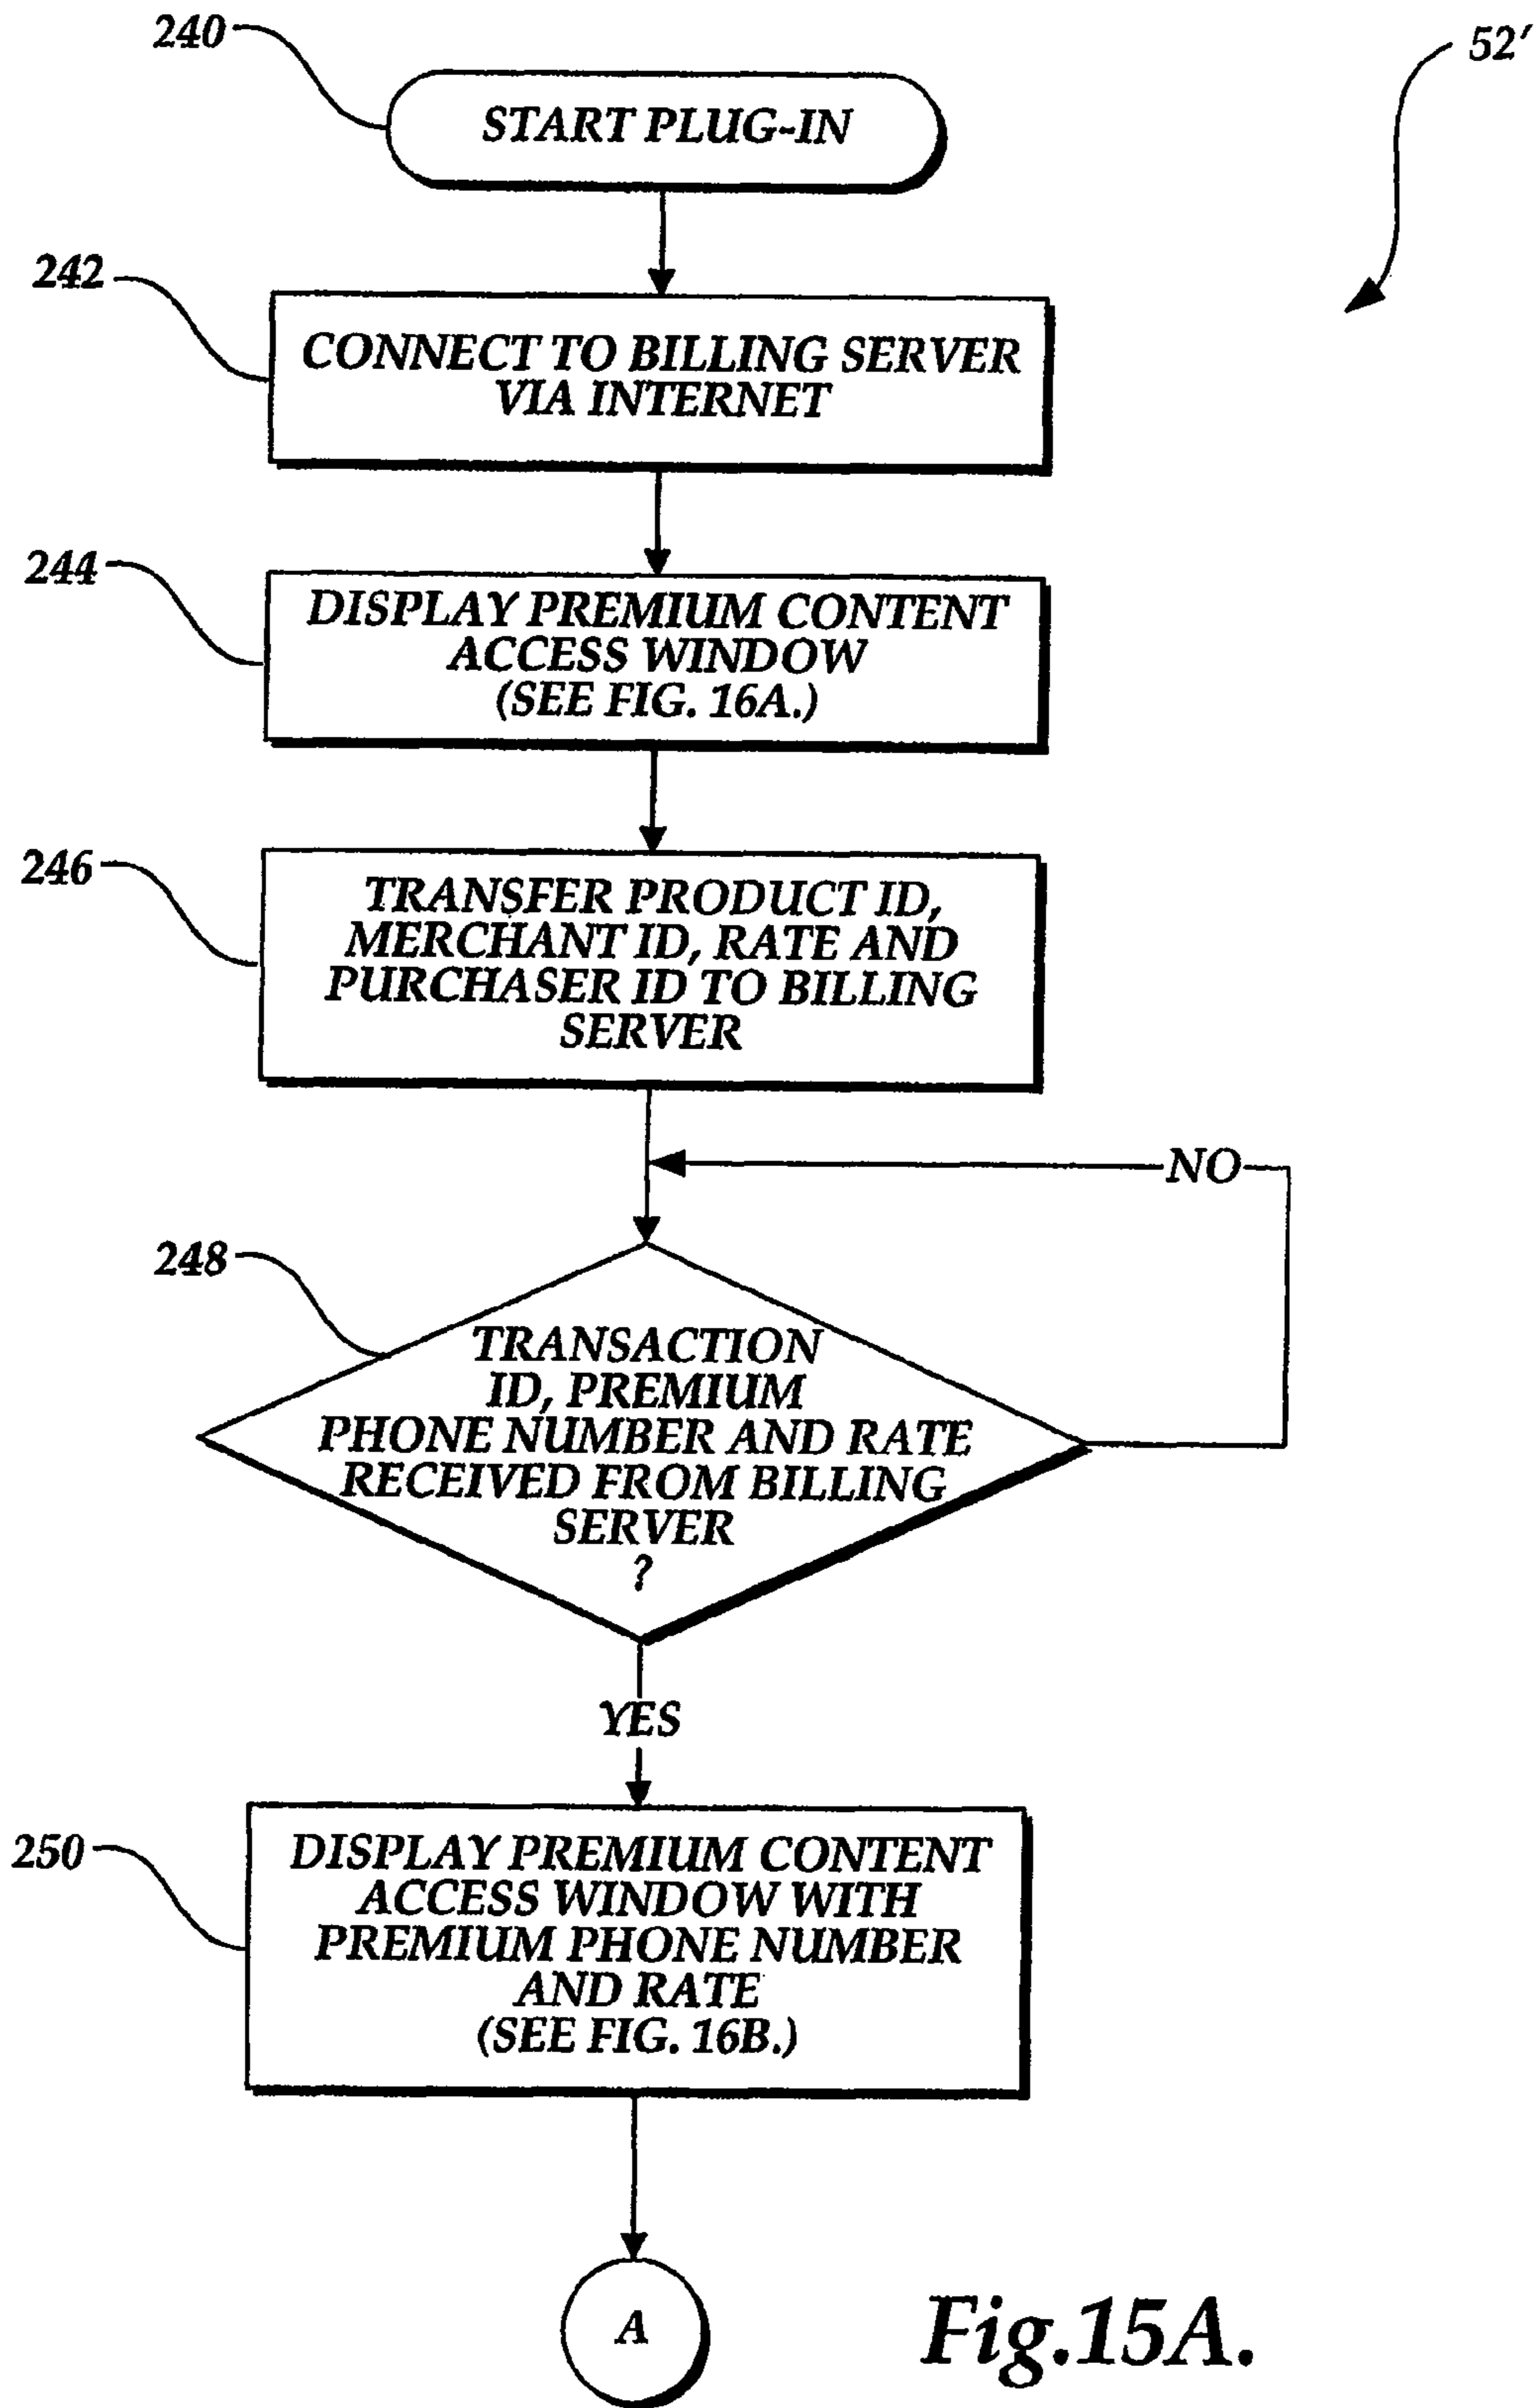 240
52'
START PLUG-IN
242
CONNECT TO BILLING SERVER
VIA INTERNET
244
DISPLAY PREMIUM CONTENT
ACCESS WINDOW
(SEE FIG. 16A.)
246
TRANSFER PRODUCT ID,
MERCHANT ID, RATE AND
PURCHASER ID TO BILLING
SERVER
NO
248
TRANSACTION
ID, PREMIUM
PHONE NUMBER AND RATE
RECEIVED FROM BILLING
SERVER
?
YES
250
DISPLAY PREMIUM CONTENT
ACCESS WINDOW WITH
PREMIUM PHONE NUMBER
AND RATE
(SEE FIG. 16B.)
A
Fig.15A.